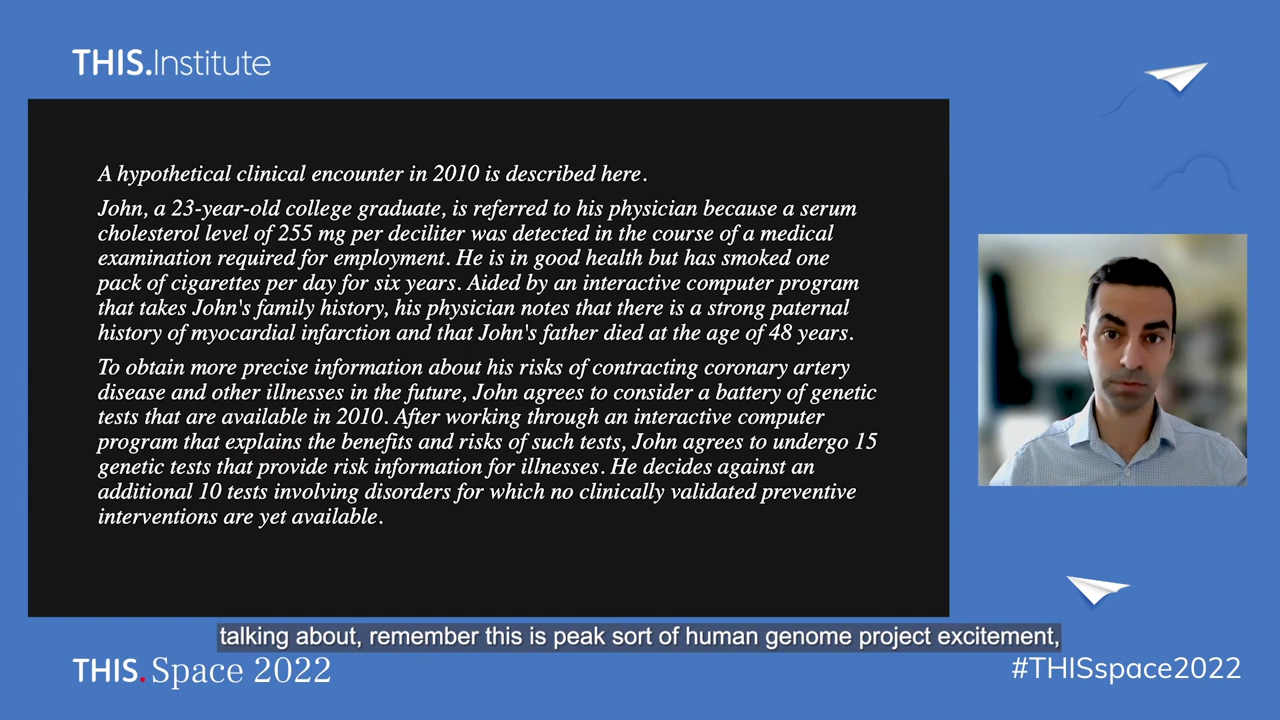 THIS.Institute
A hypothetical clinical encounter in 2010 is described here.
John, a 23-year-old college graduate, is referred to his physician because a serum
cholesterol level of 255 mg per deciliter was detected in the course of a medical
examination required for employment. He is in good health but has smoked one
pack of cigarettes per day for six years. Aided by an interactive computer program
that takes John's family history, his physician notes that there is a strong paternal
history of myocardial infarction and that John's father died at the age of 48 years.
To obtain more precise information about his risks of contracting coronary artery
disease and other illnesses in the future, John agrees to consider a battery of genetic
tests that are available in 2010. After working through an interactive computer
program that explains the benefits and risks of such tests, John agrees to undergo 15
genetic tests that provide risk information for illnesses. He decides against an
additional 10 tests involving disorders for which no clinically validated preventive
interventions are yet available.
talking about, remember this is peak sort of human genome project excitement,
THIS. Space 2022
#THISspace2022